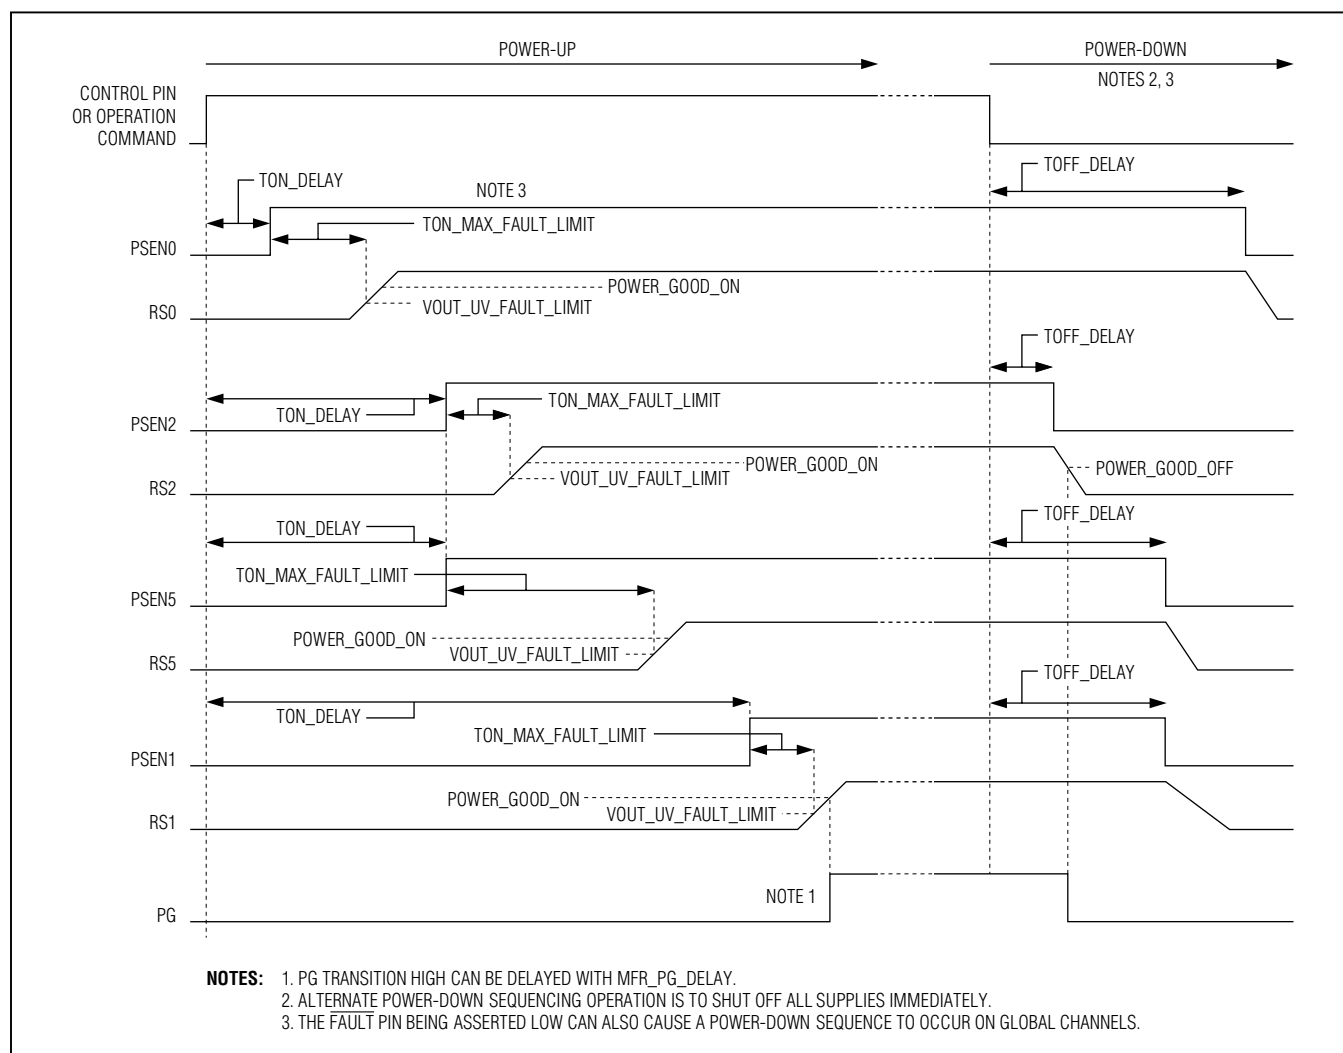 POWER-UP
POWER-DOWN
NOTES 2, 3
CONTROL PIN
OR OPERATION
COMMAND
TON_DELAY
NOTE 3
TOFF_DELAY
TON_MAX_FAULT_LIMIT
PSEN0
POWER_GOOD_ON
VOUT_UV_FAULT_LIMIT
RS0
TOFF_DELAY
TON_MAX_FAULT_LIMIT
TON_DELAY
PSEN2
POWER_GOOD_ON
VOUT_UV_FAULT_LIMIT
POWER_GOOD_OFF
RS2
TON_DELAY
TOFF_DELAY
TON_MAX_FAULT_LIMIT
PSEN5
POWER_GOOD_ON
VOUT_UV_FAULT_LIMIT
RS5
TOFF_DELAY
TON_DELAY
TON_MAX_FAULT_LIMIT
PSEN1
POWER_GOOD_ON
VOUT_UV_FAULT_LIMIT
RS1
NOTE 1
PG
NOTES: 1. PG TRANSITION HIGH CAN BE DELAYED WITH MFR_PG_DELAY.
2. ALTERNATE POWER-DOWN SEQUENCING OPERATION IS TO SHUT OFF ALL SUPPLIES IMMEDIATELY.
3. THE FAULT PIN BEING ASSERTED LOW CAN ALSO CAUSE A POWER-DOWN SEQUENCE TO OCCUR ON GLOBAL CHANNELS.